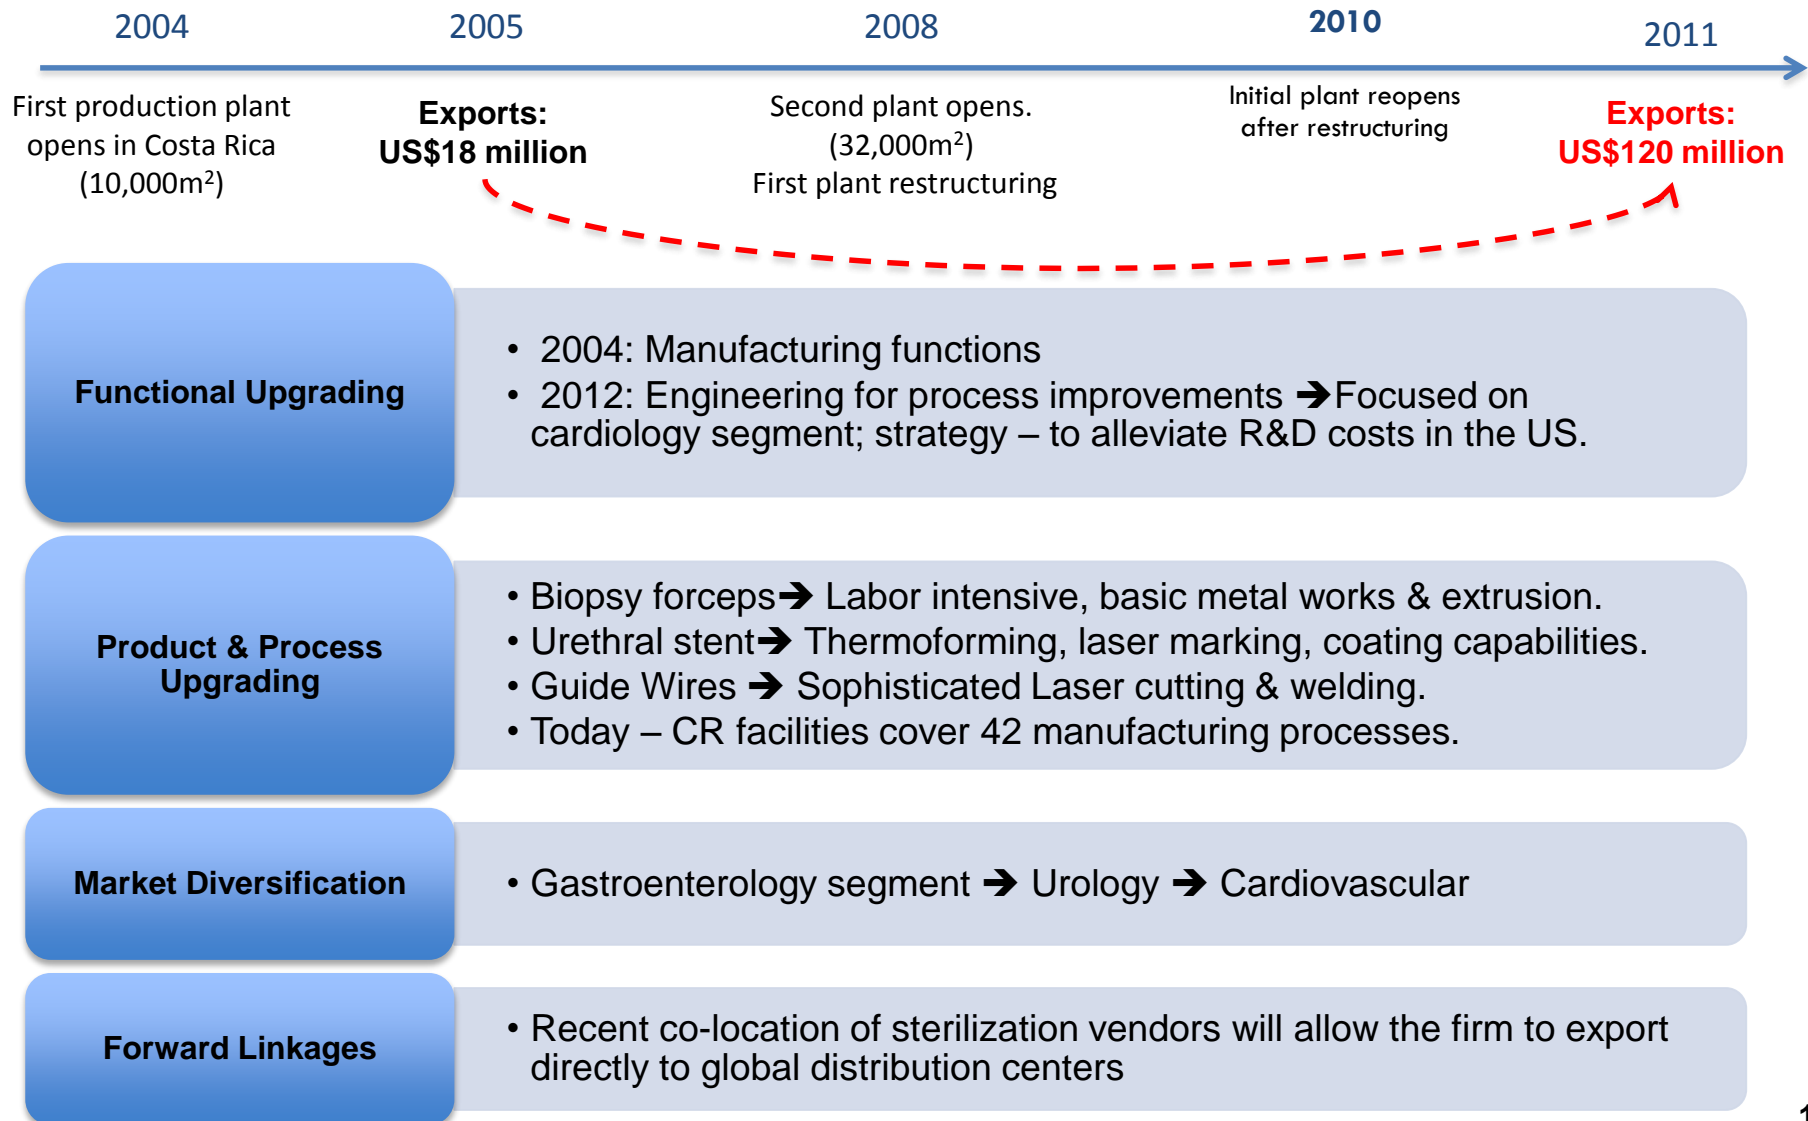 2004
2005
2008
2010
2011
First production plant
opens in Costa Rica
(10,000m²)
Exports:
US$18 million
Second plant opens.
(32,000m²)
First plant restructuring
Initial plant reopens
after restructuring
Exports:
US$120 million
Functional Upgrading
• 2004: Manufacturing functions
• 2012: Engineering for process improvements ➔Focused on
cardiology segment; strategy – to alleviate R&D costs in the US.
Product & Process
Upgrading
• Biopsy forceps➔ Labor intensive, basic metal works & extrusion.
• Urethral stent➔ Thermoforming, laser marking, coating capabilities.
• Guide Wires ➔ Sophisticated Laser cutting & welding.
• Today – CR facilities cover 42 manufacturing processes.
Market Diversification
• Gastroenterology segment ➔ Urology ➔ Cardiovascular
Forward Linkages
• Recent co-location of sterilization vendors will allow the firm to export
directly to global distribution centers